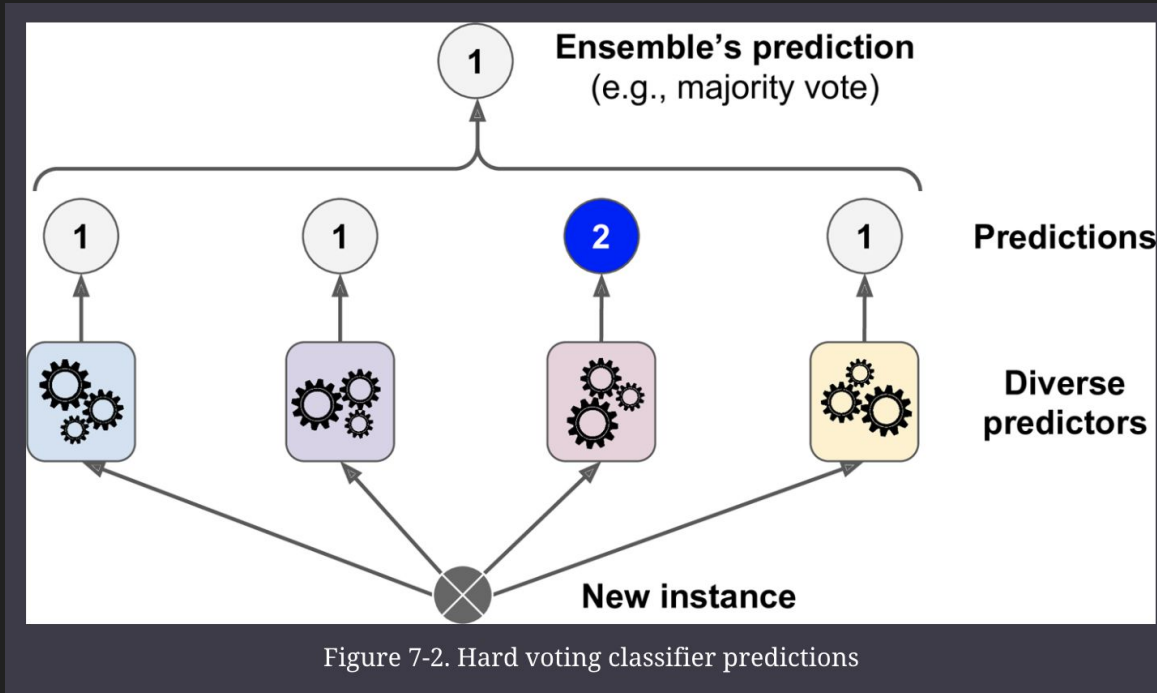 1
Ensemble’s prediction
(e.g., majority vote)
1 1 2 1
Predictions
Diverse
predictors
New instance
Figure 7-2. Hard voting classifier predictions